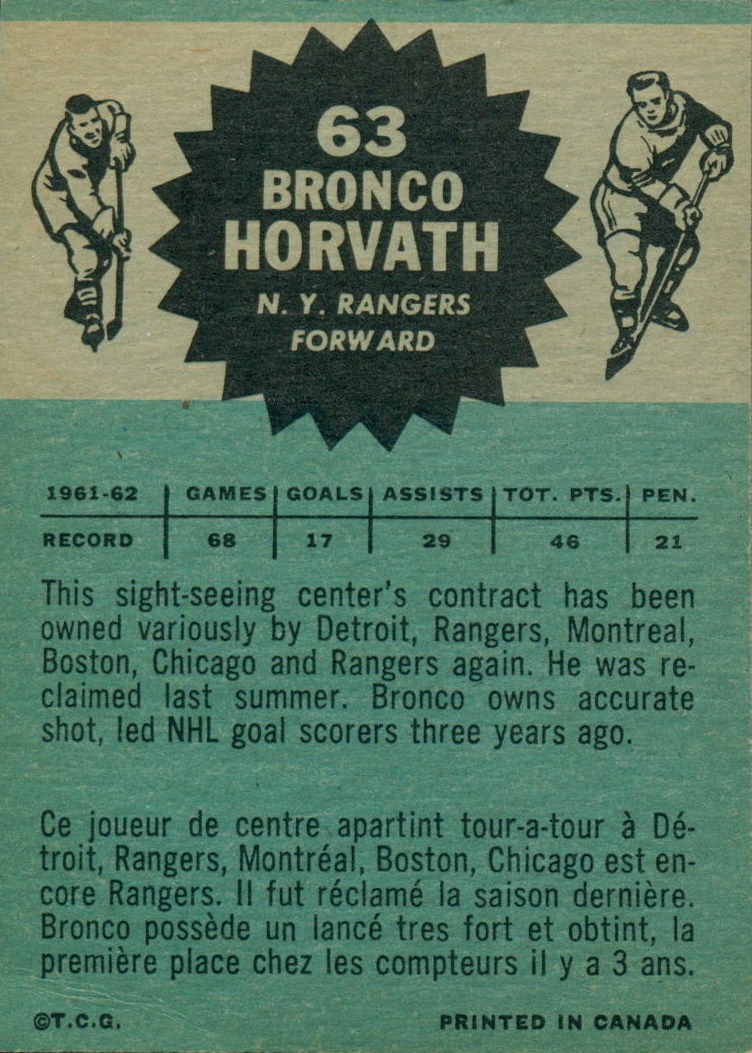 63
BRONCO
HORVATH
N. Y. RANGERS
FORWARD
1961-62 GAMES GOALS ASSISTS TOT. PTS. PEN.
RECORD 68 17 29 46 21
This sight-seeing center's contract has been
owned variously by Detroit, Rangers, Montreal,
Boston, Chicago and Rangers again. He was re-
claimed last summer. Bronco owns accurate
shot, led NHL goal scorers three years ago.
Ce joueur de centre apartint tour-a-tour à Dé-
troit, Rangers, Montréal, Boston, Chicago est en-
core Rangers. Il fut réclamé la saison dernière.
Bronco possède un lancé tres fort et obtint, la
première place chez les compteurs il y a 3 ans.
©T.C.G. PRINTED IN CANADA